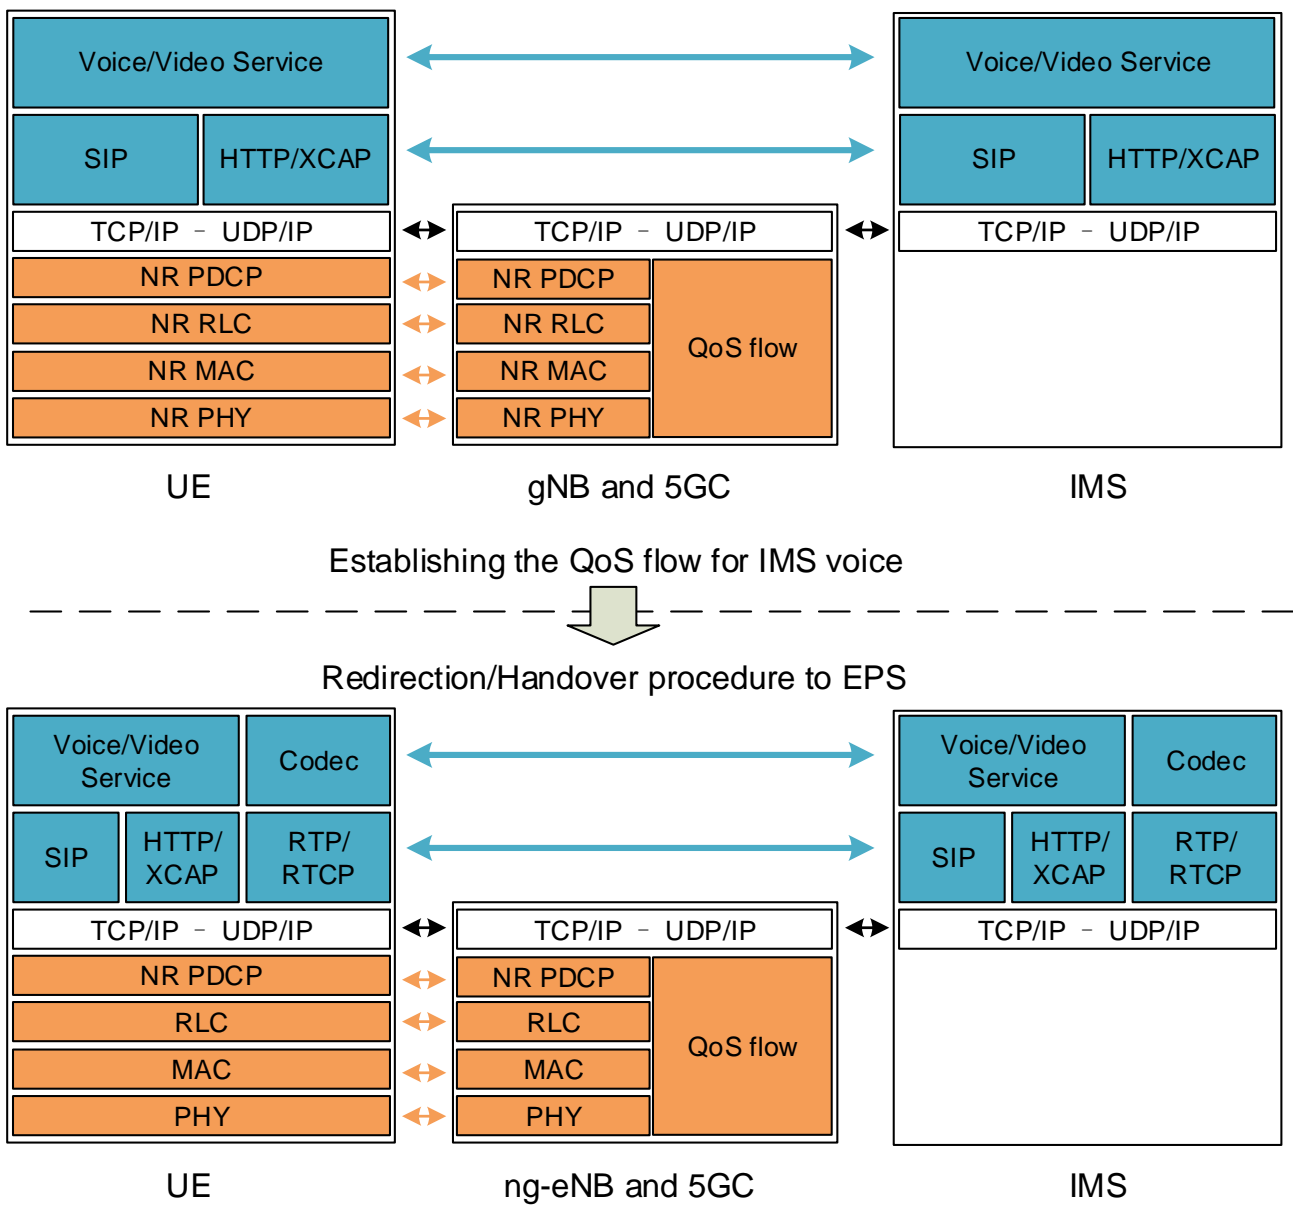 Voice/Video Service
Voice/Video Service
SIP
HTTP/XCAP
SIP
HTTP/XCAP
TCP/IP - UDP/IP
TCP/IP - UDP/IP
TCP/IP - UDP/IP
NR PDCP
NR PDCP
NR RLC
NR RLC
QoS flow
NR MAC
NR MAC
NR PHY
NR PHY
UE
gNB and 5GC
IMS
Establishing the QoS flow for IMS voice
Redirection/Handover procedure to EPS
Voice/Video
Service
Codec
Voice/Video
Service
Codec
SIP
HTTP/
XCAP
RTP/
RTCP
SIP
HTTP/
XCAP
RTP/
RTCP
TCP/IP - UDP/IP
TCP/IP - UDP/IP
TCP/IP - UDP/IP
NR PDCP
NR PDCP
RLC
RLC
QoS flow
MAC
MAC
PHY
PHY
UE
ng-eNB and 5GC
IMS